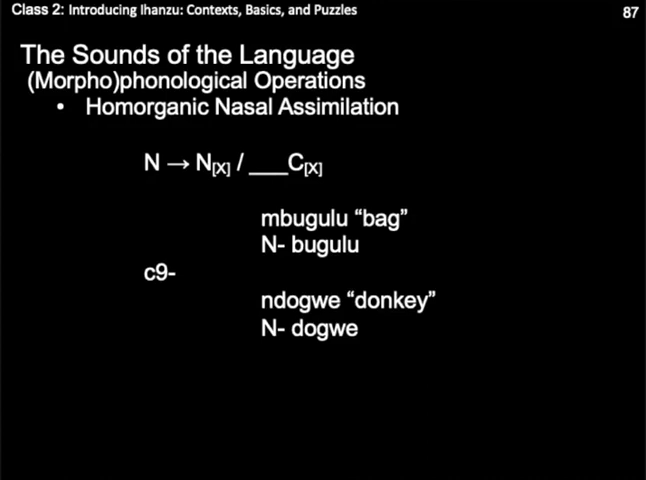 Class 2: Introducing Ihanzu: Contexts, Basics, and Puzzles
87
The Sounds of the Language
(Morpho)phonological Operations
• Homorganic Nasal Assimilation
N → N[X] / ___C[X]
mbugulu “bag”
N- bugulu
c9-
ndogwe “donkey”
N- dogwe